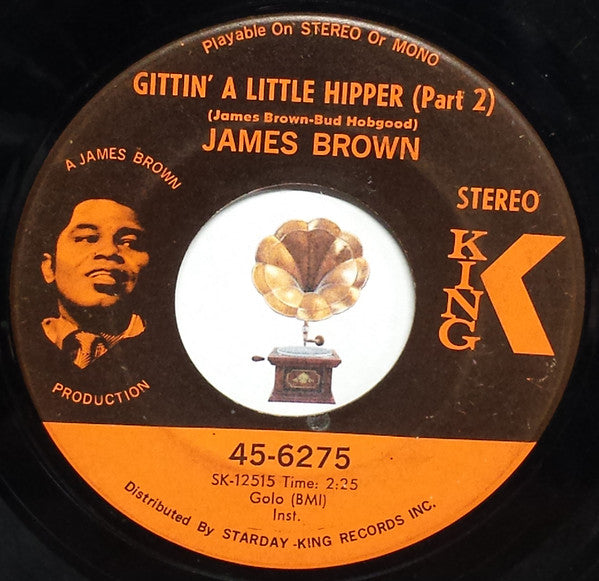 Playable On STEREO Or MONO
GITTIN' A LITTLE HIPPER (Part 2)
(James Brown-Bud Hobgood)
JAMES BROWN
A JAMES BROWN
PRODUCTION
STEREO
KING
45-6275
SK-12515 Time: 2:25
Golo (BMI)
Inst.
Distributed By STARDAY-KING RECORDS INC.